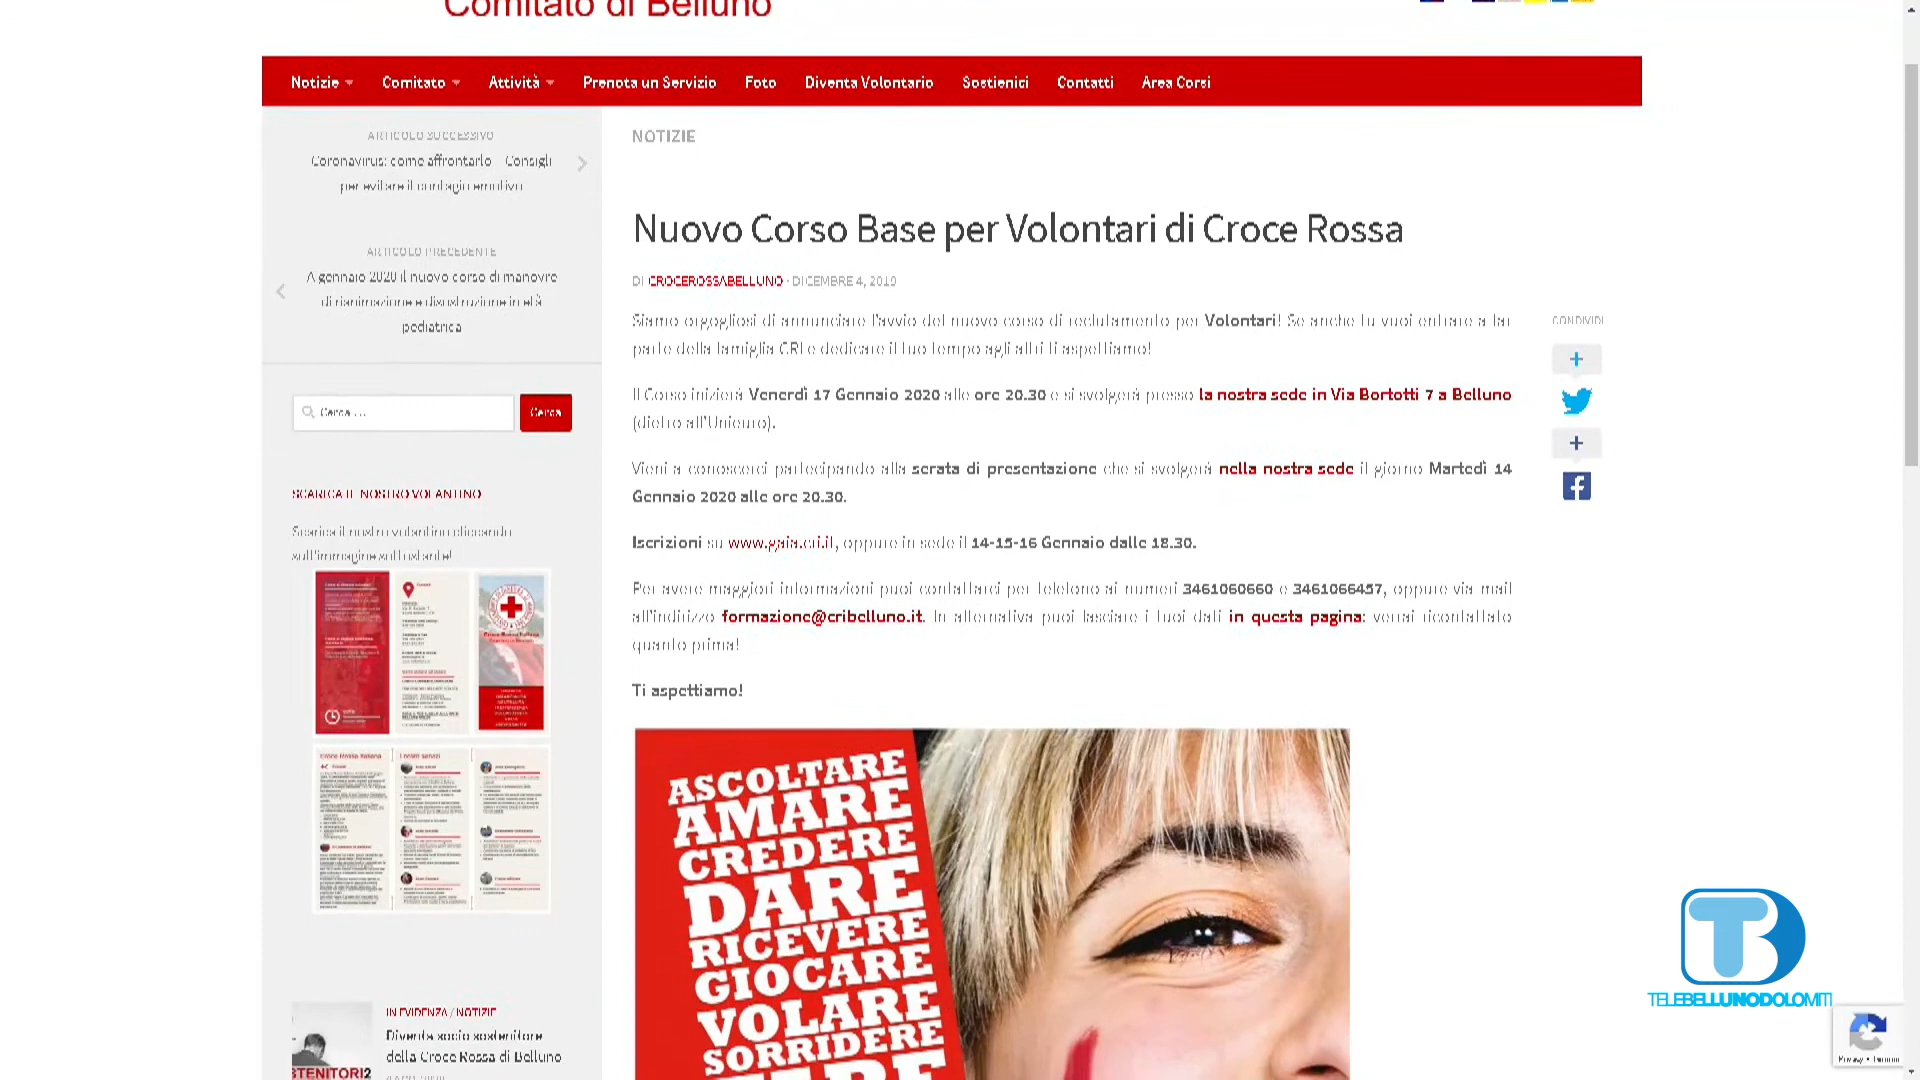 Comitato di Belluno
Notizie
Comitato
Attività
Prenota un Servizio
Foto
Diventa Volontario
Sostienici
Contatti
Area Corsi
ARTICOLO SUCCESSIVO
Coronavirus: come affrontarlo – Consigli
per evitare il contagio emotivo
ARTICOLO PRECEDENTE
A gennaio 2020 il nuovo corso di manovre
di rianimazione e disostruzione in età
pediatrica
Cerca …
Cerca
SCARICA IL NOSTRO VOLANTINO
Scarica il nostro volantino cliccando
sull'immagine sottostante!
Croce Rossa Italiana
I nostri servizi
STENITORI2
IN EVIDENZA / NOTIZIE
Diventa socio sostenitore
della Croce Rossa di Belluno
NOTIZIE
Nuovo Corso Base per Volontari di Croce Rossa
DI CROCEROSSABELLUNO · DICEMBRE 4, 2019
Siamo orgogliosi di annunciare l'avvio del nuovo corso di reclutamento per Volontari! Se anche tu vuoi entrare a far
parte della famiglia CRI e dedicare il tuo tempo agli altri ti aspettiamo!
Il Corso inizierà Venerdì 17 Gennaio 2020 alle ore 20.30 e si svolgerà presso la nostra sede in Via Bortotti 7 a Belluno
(dietro all'Unieuro).
Vieni a conoscerci partecipando alla serata di presentazione che si svolgerà nella nostra sede il giorno Martedì 14
Gennaio 2020 alle ore 20.30.
Iscrizioni su www.gaia.cri.it, oppure in sede il 14-15-16 Gennaio dalle 18.30.
Per avere maggiori informazioni puoi contattarci per telefono ai numeri 3461060660 e 3461066457, oppure via mail
all'indirizzo formazione@cribelluno.it. In alternativa puoi lasciare i tuoi dati in questa pagina: verrai ricontattato
quanto prima!
Ti aspettiamo!
ASCOLTARE
AMARE
CREDERE
DARE
RICEVERE
GIOCARE
VOLARE
SORRIDERE
CONDIVIDI
TB
TELEBELLUNODOLOMITI
Privacy • Termini